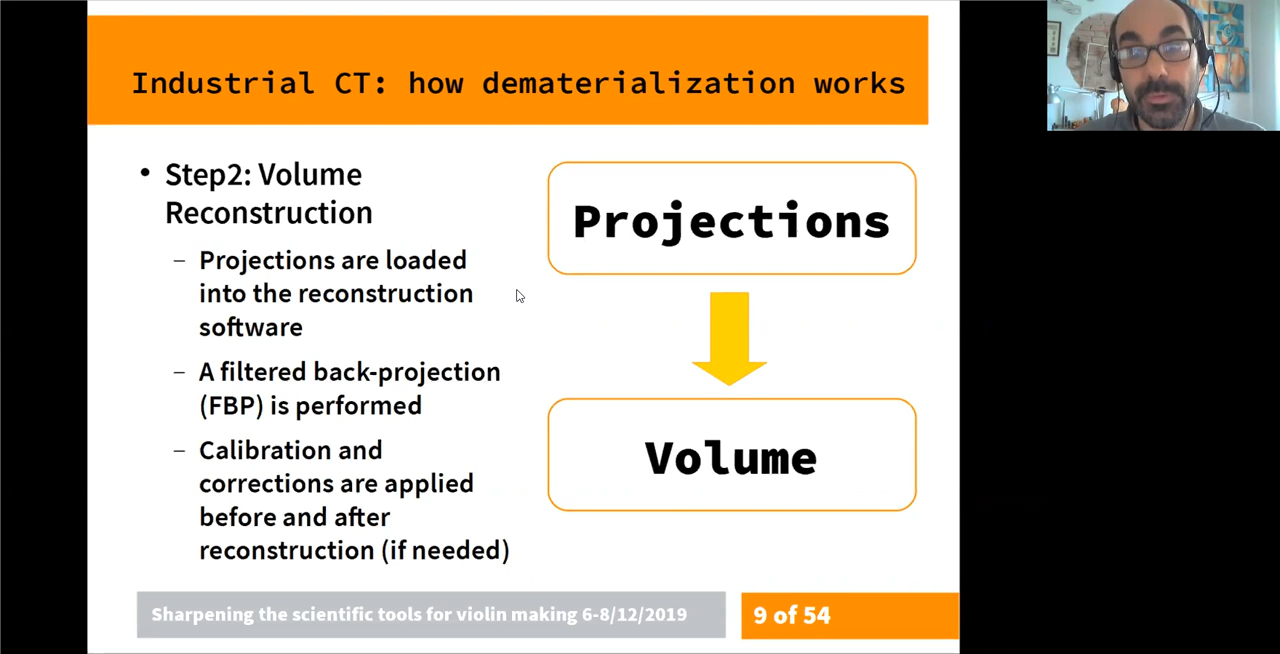 Industrial CT: how dematerialization works
• Step2: Volume
Reconstruction
– Projections are loaded
into the reconstruction
software
– A filtered back-projection
(FBP) is performed
– Calibration and
corrections are applied
before and after
reconstruction (if needed)
Projections
Volume
Sharpening the scientific tools for violin making 6-8/12/2019
9 of 54